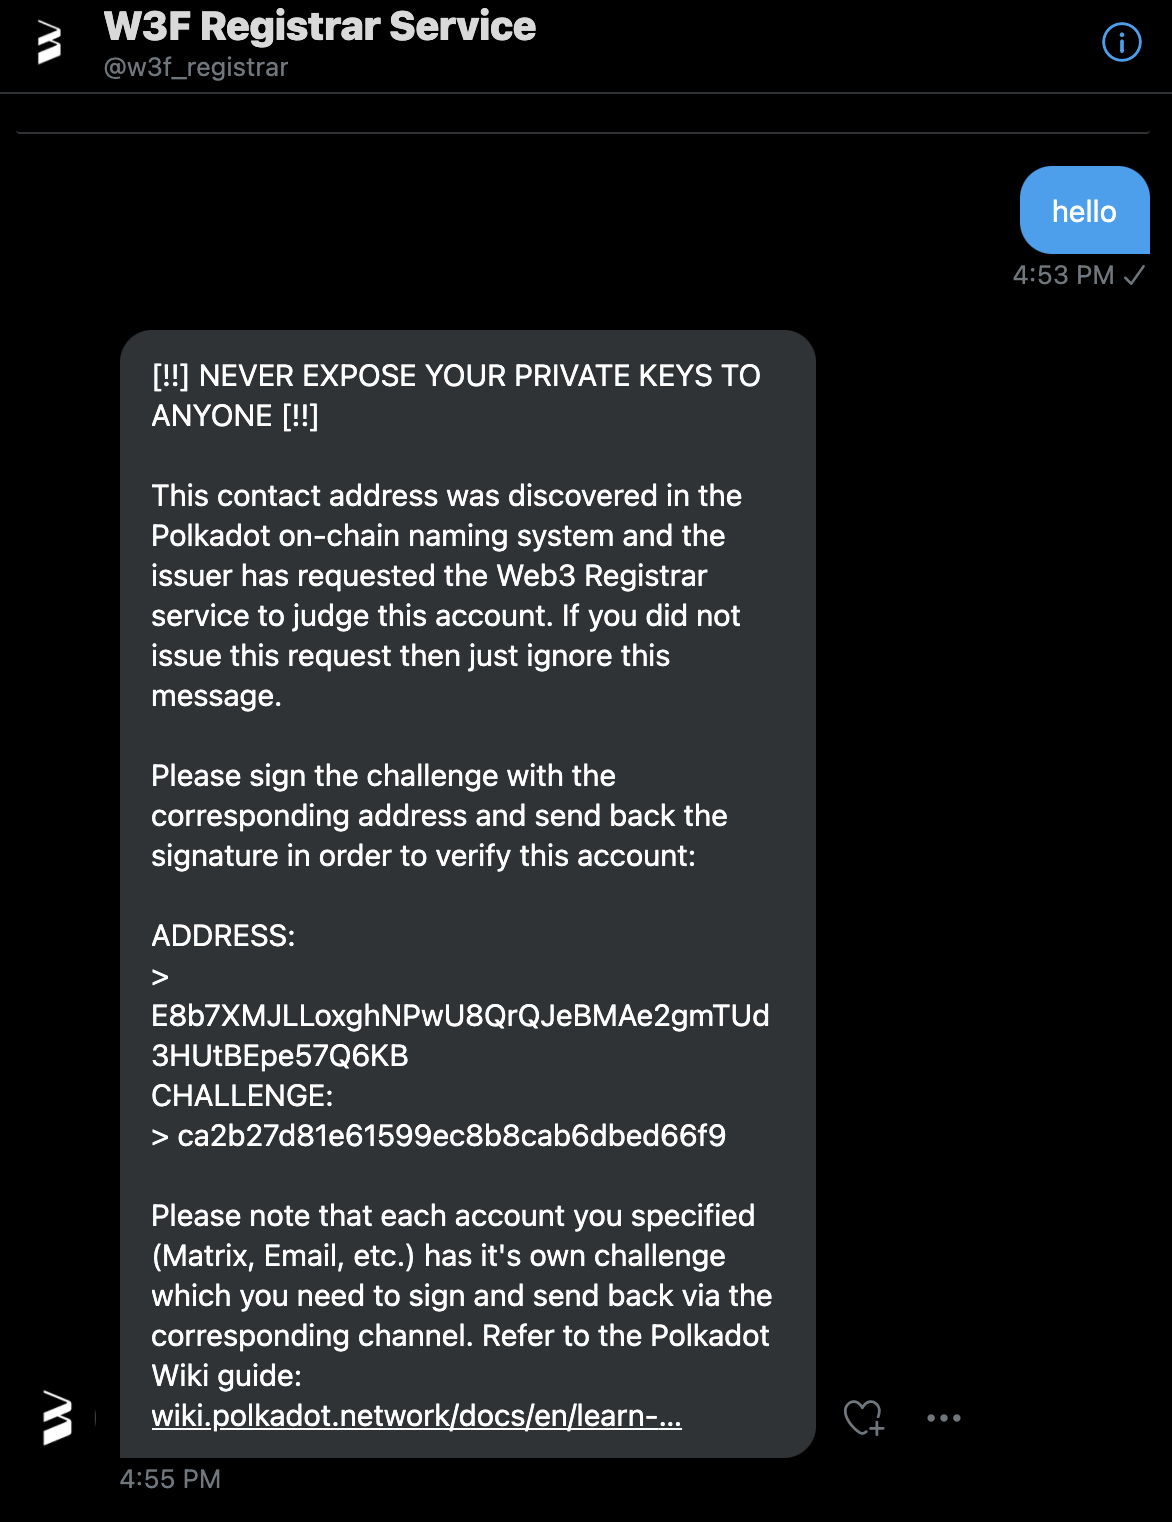 W3F Registrar Service
@w3f_registrar
hello
4:53 PM
[!!] NEVER EXPOSE YOUR PRIVATE KEYS TO
ANYONE [!!]
This contact address was discovered in the
Polkadot on-chain naming system and the
issuer has requested the Web3 Registrar
service to judge this account. If you did not
issue this request then just ignore this
message.
Please sign the challenge with the
corresponding address and send back the
signature in order to verify this account:
ADDRESS:
>
E8b7XMJLLoxghNPwU8QrQJeBMAe2gmTUd
3HUtBEpe57Q6KB
CHALLENGE:
> ca2b27d81e61599ec8b8cab6dbed66f9
Please note that each account you specified
(Matrix, Email, etc.) has it's own challenge
which you need to sign and send back via the
corresponding channel. Refer to the Polkadot
Wiki guide:
wiki.polkadot.network/docs/en/learn-...
4:55 PM